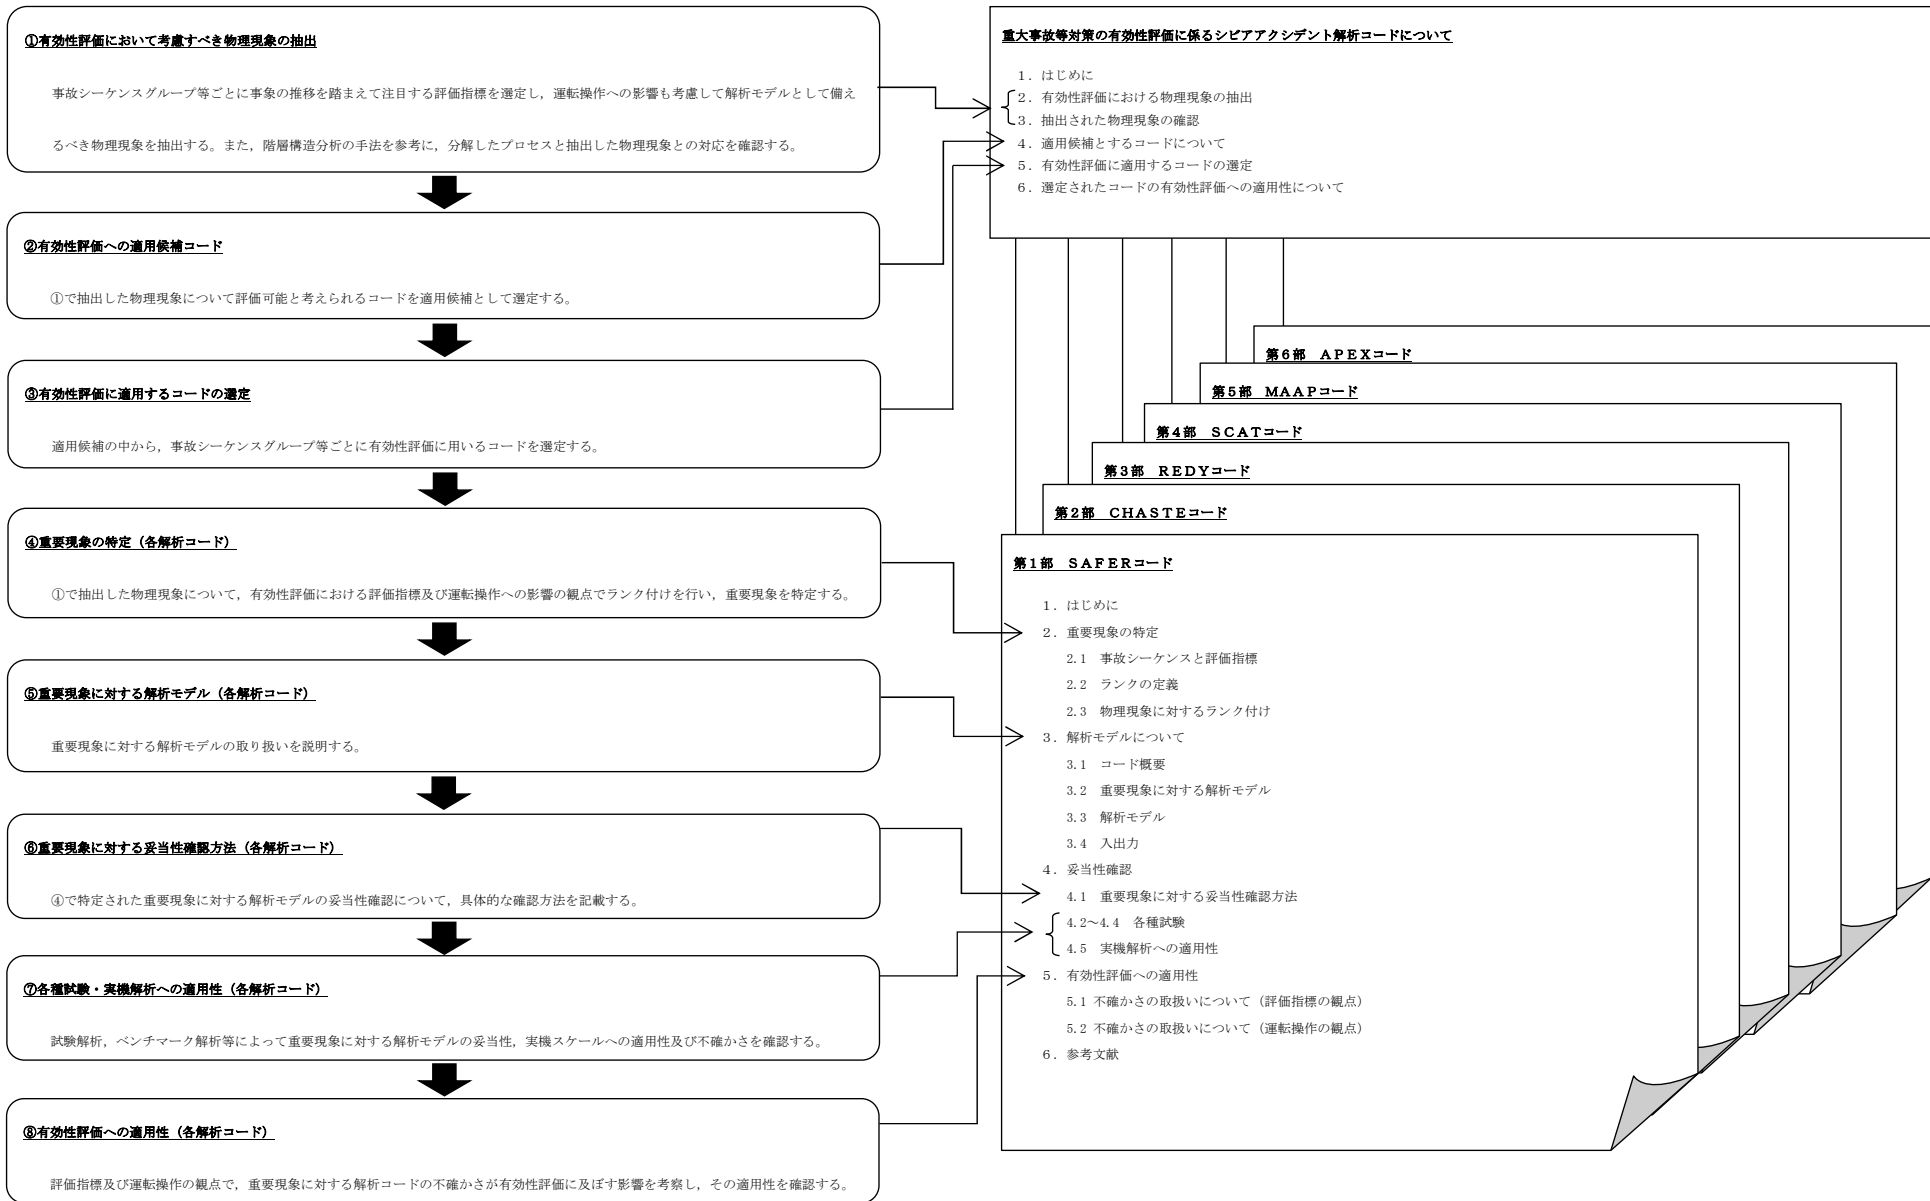 ①有効性評価において考慮すべき物理現象の抽出
事故シーケンスグループ等ごとに事象の推移を踏まえて注目する評価指標を選定し，運転操作への影響も考慮して解析モデルとして備え
るべき物理現象を抽出する。また，階層構造分析の手法を参考に，分解したプロセスと抽出した物理現象との対応を確認する。
②有効性評価への適用候補コード
①で抽出した物理現象について評価可能と考えられるコードを適用候補として選定する。
③有効性評価に適用するコードの選定
適用候補の中から，事故シーケンスグループ等ごとに有効性評価に用いるコードを選定する。
④重要現象の特定（各解析コード）
①で抽出した物理現象について，有効性評価における評価指標及び運転操作への影響の観点でランク付けを行い，重要現象を特定する。
⑤重要現象に対する解析モデル（各解析コード）
重要現象に対する解析モデルの取り扱いを説明する。
⑥重要現象に対する妥当性確認方法（各解析コード）
④で特定された重要現象に対する解析モデルの妥当性確認について，具体的な確認方法を記載する。
⑦各種試験・実機解析への適用性（各解析コード）
試験解析，ベンチマーク解析等によって重要現象に対する解析モデルの妥当性，実機スケールへの適用性及び不確かさを確認する。
⑧有効性評価への適用性（各解析コード）
評価指標及び運転操作の観点で，重要現象に対する解析コードの不確かさが有効性評価に及ぼす影響を考察し，その適用性を確認する。
重大事故等対策の有効性評価に係るシビアアクシデント解析コードについて
１．はじめに
２．有効性評価における物理現象の抽出
３．抽出された物理現象の確認
４．適用候補とするコードについて
５．有効性評価に適用するコードの選定
６．選定されたコードの有効性評価への適用性について
第６部　ＡＰＥＸコード
第５部　ＭＡＡＰコード
第４部　ＳＣＡＴコード
第３部　ＲＥＤＹコード
第２部　ＣＨＡＳＴＥコード
第１部　ＳＡＦＥＲコード
１．はじめに
２．重要現象の特定
2.1　事故シーケンスと評価指標
2.2　ランクの定義
2.3　物理現象に対するランク付け
３．解析モデルについて
3.1　コード概要
3.2　重要現象に対する解析モデル
3.3　解析モデル
3.4　入出力
４．妥当性確認
4.1　重要現象に対する妥当性確認方法
4.2～4.4　各種試験
4.5　実機解析への適用性
５．有効性評価への適用性
5.1 不確かさの取扱いについて（評価指標の観点）
5.2 不確かさの取扱いについて（運転操作の観点）
６．参考文献